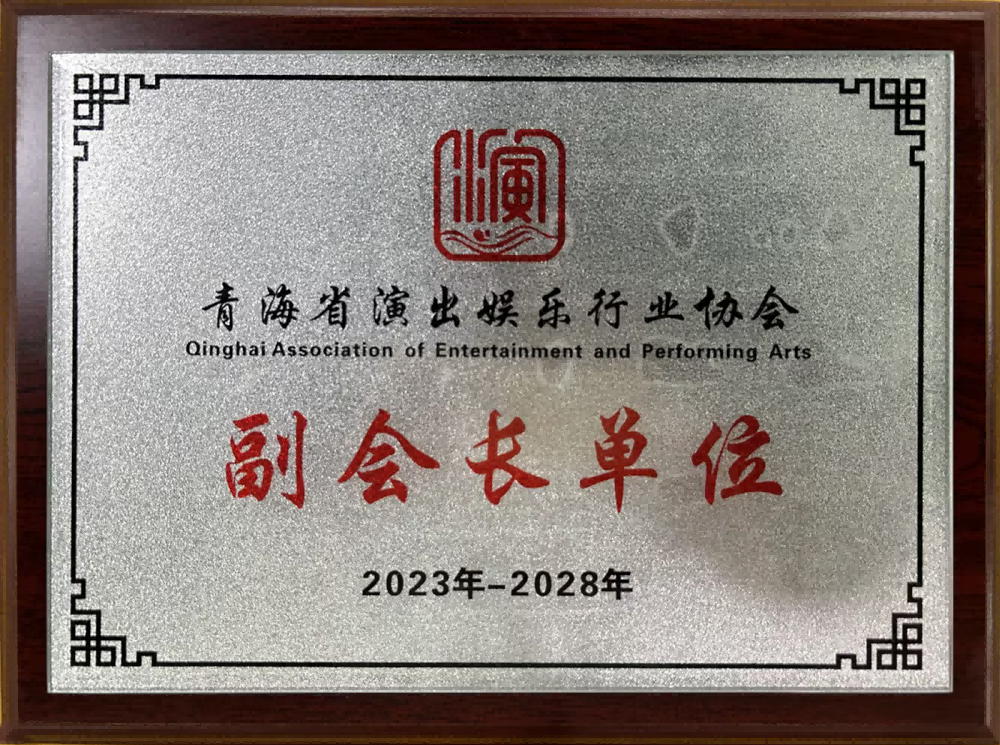 演
青海省演出娱乐行业协会
Qinghai Association of Entertainment and Performing Arts
副会长单位
2023年-2028年